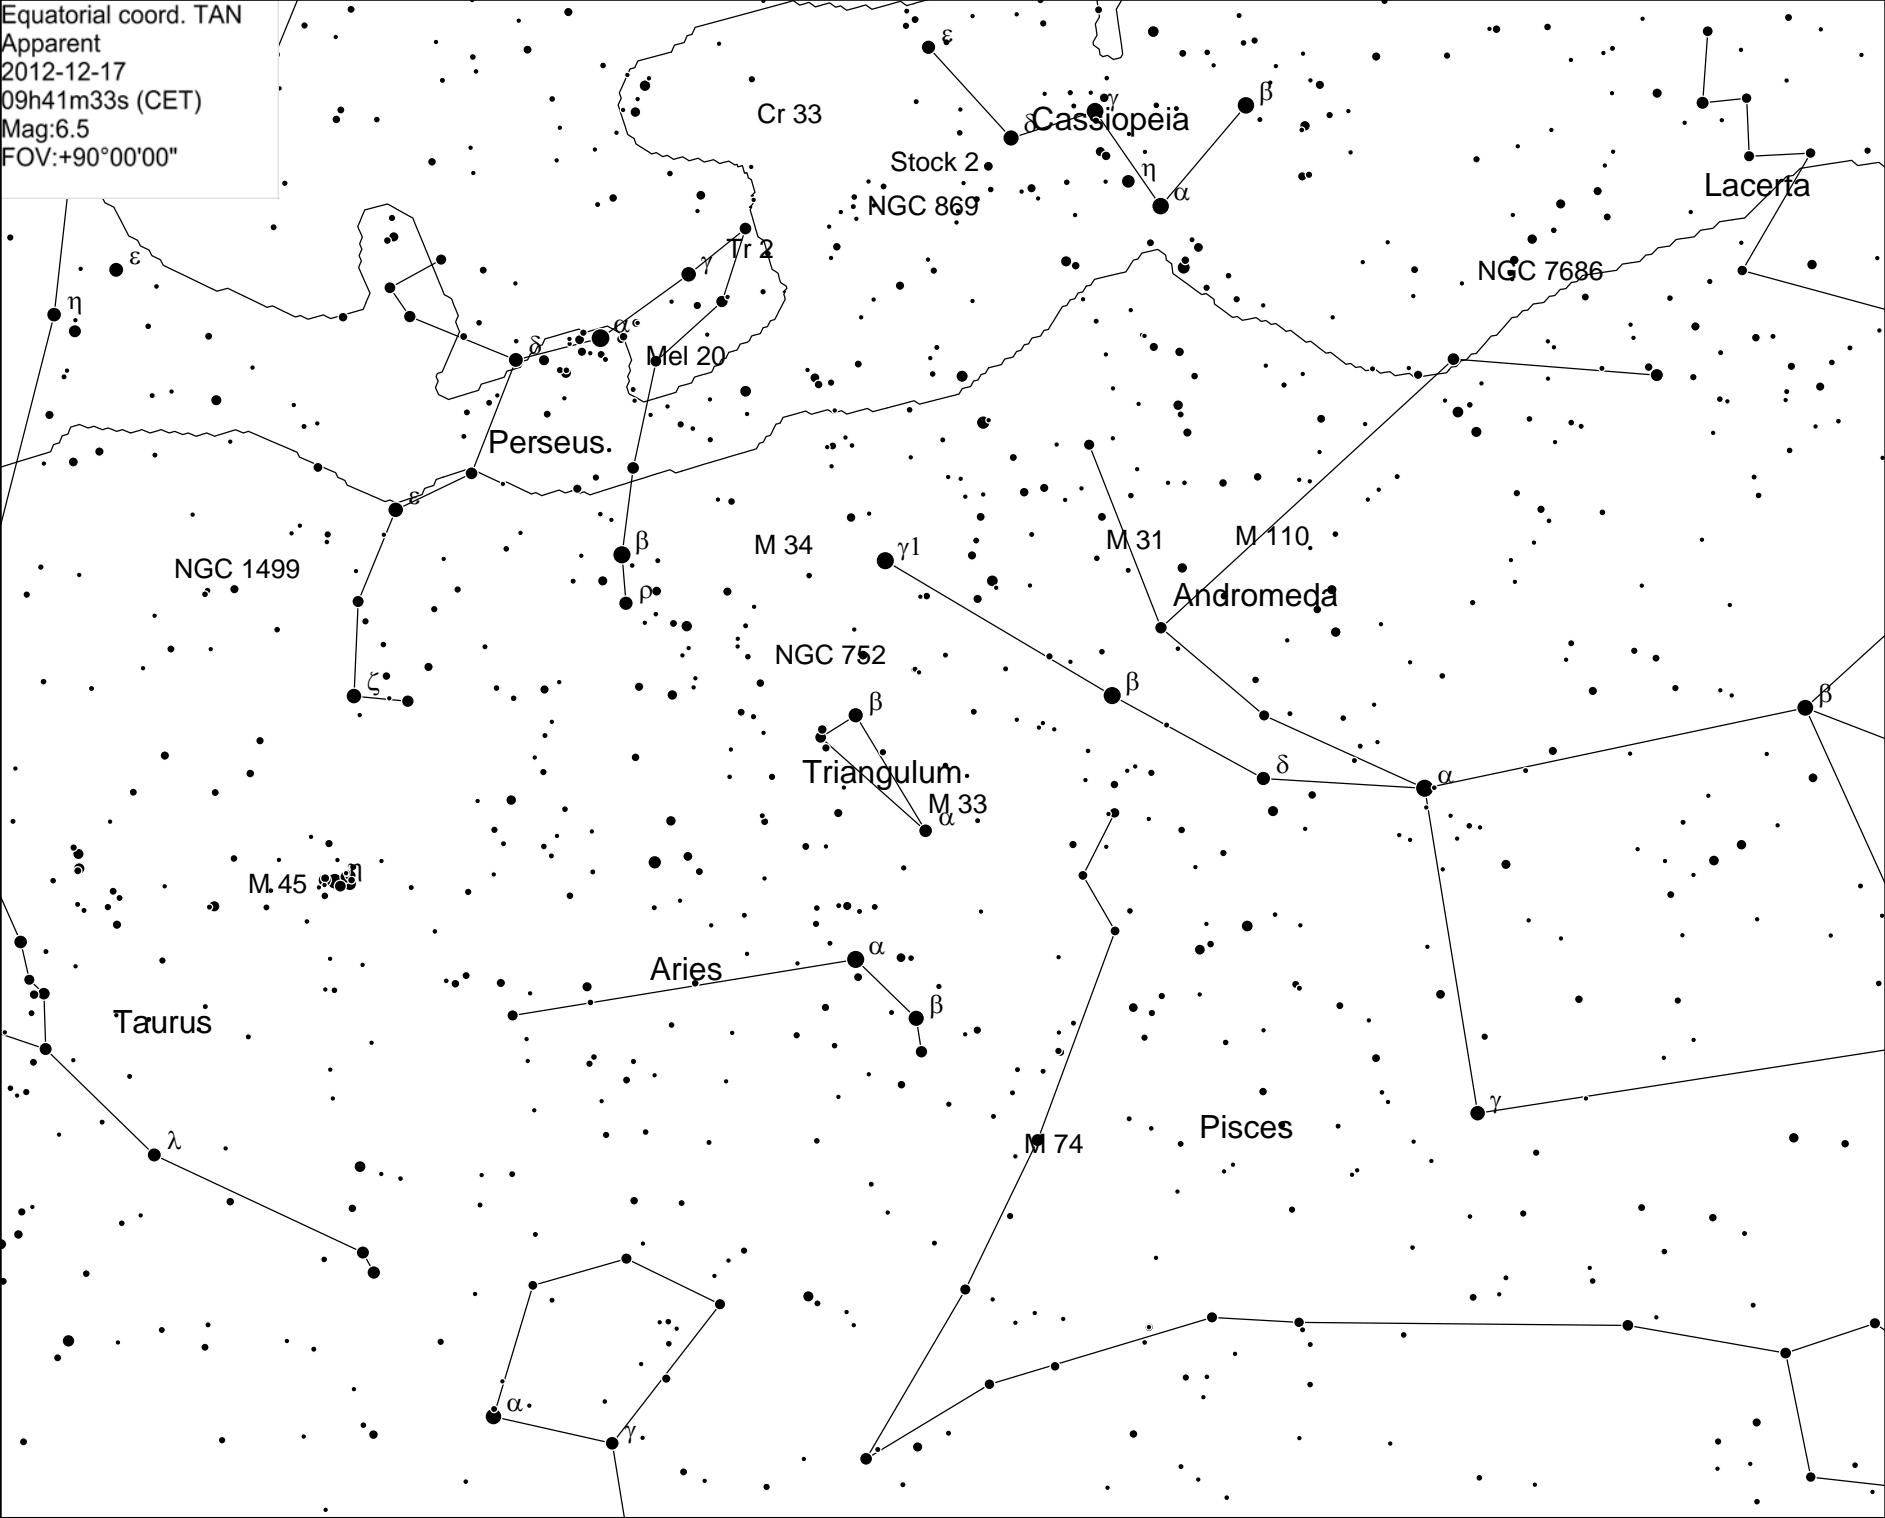 Equatorial coord. TAN
Apparent
2012-12-17
09h41m33s (CET)
Mag:6.5
FOV:+90°00'00"
ε
Cr 33
γ
β
δ
Cassiopeia
Stock 2
η
α
NGC 869
Lacerta
ε
Tr 2
γ
NGC 7686
η
α
δ
Mel 20
Perseus
ε
β
M 34
γ1
M 31
M 110
NGC 1499
ρ
Andromeda
NGC 752
ζ
β
β
β
δ
Triangulum
α
M 33
α
η
M 45
α
Aries
β
Taurus
γ
Pisces
λ
M 74
α
γ